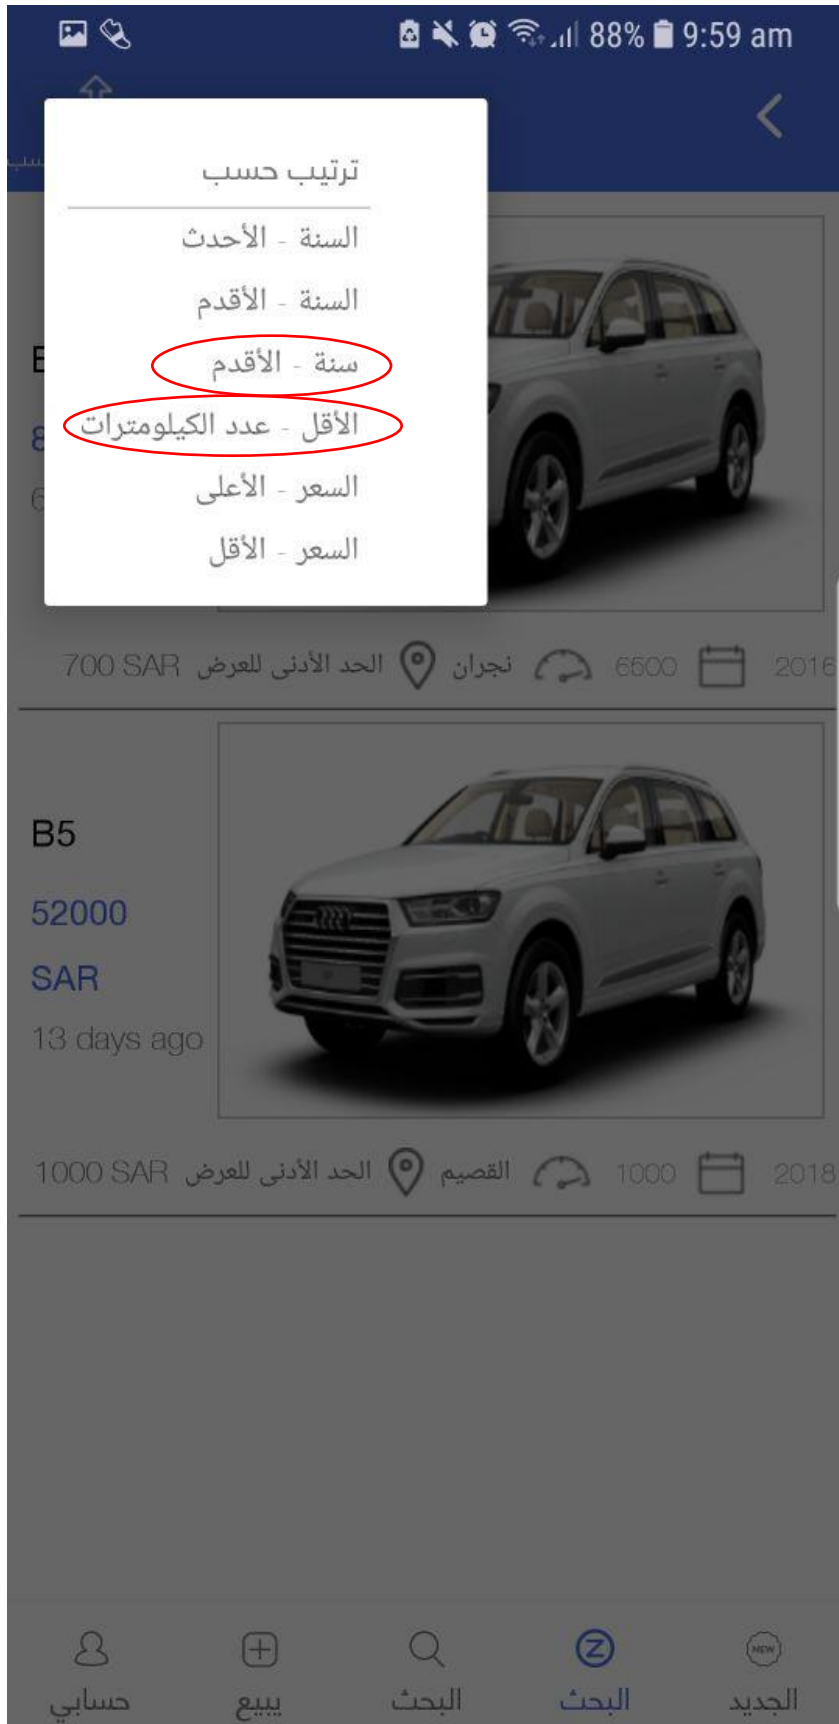 88% 9:59 am
ترتيب حسب
السنة - الأحدث
السنة - الأقدم
سنة - الأقدم
الأقل - عدد الكيلومترات
السعر - الأعلى
السعر - الأقل
2016 6500 نجران الحد الأدنى للعرض 700 SAR
B5
52000
SAR
13 days ago
2018 1000 القصيم الحد الأدنى للعرض 1000 SAR
NEW
الجديد البحث البحث يبيع حسابي